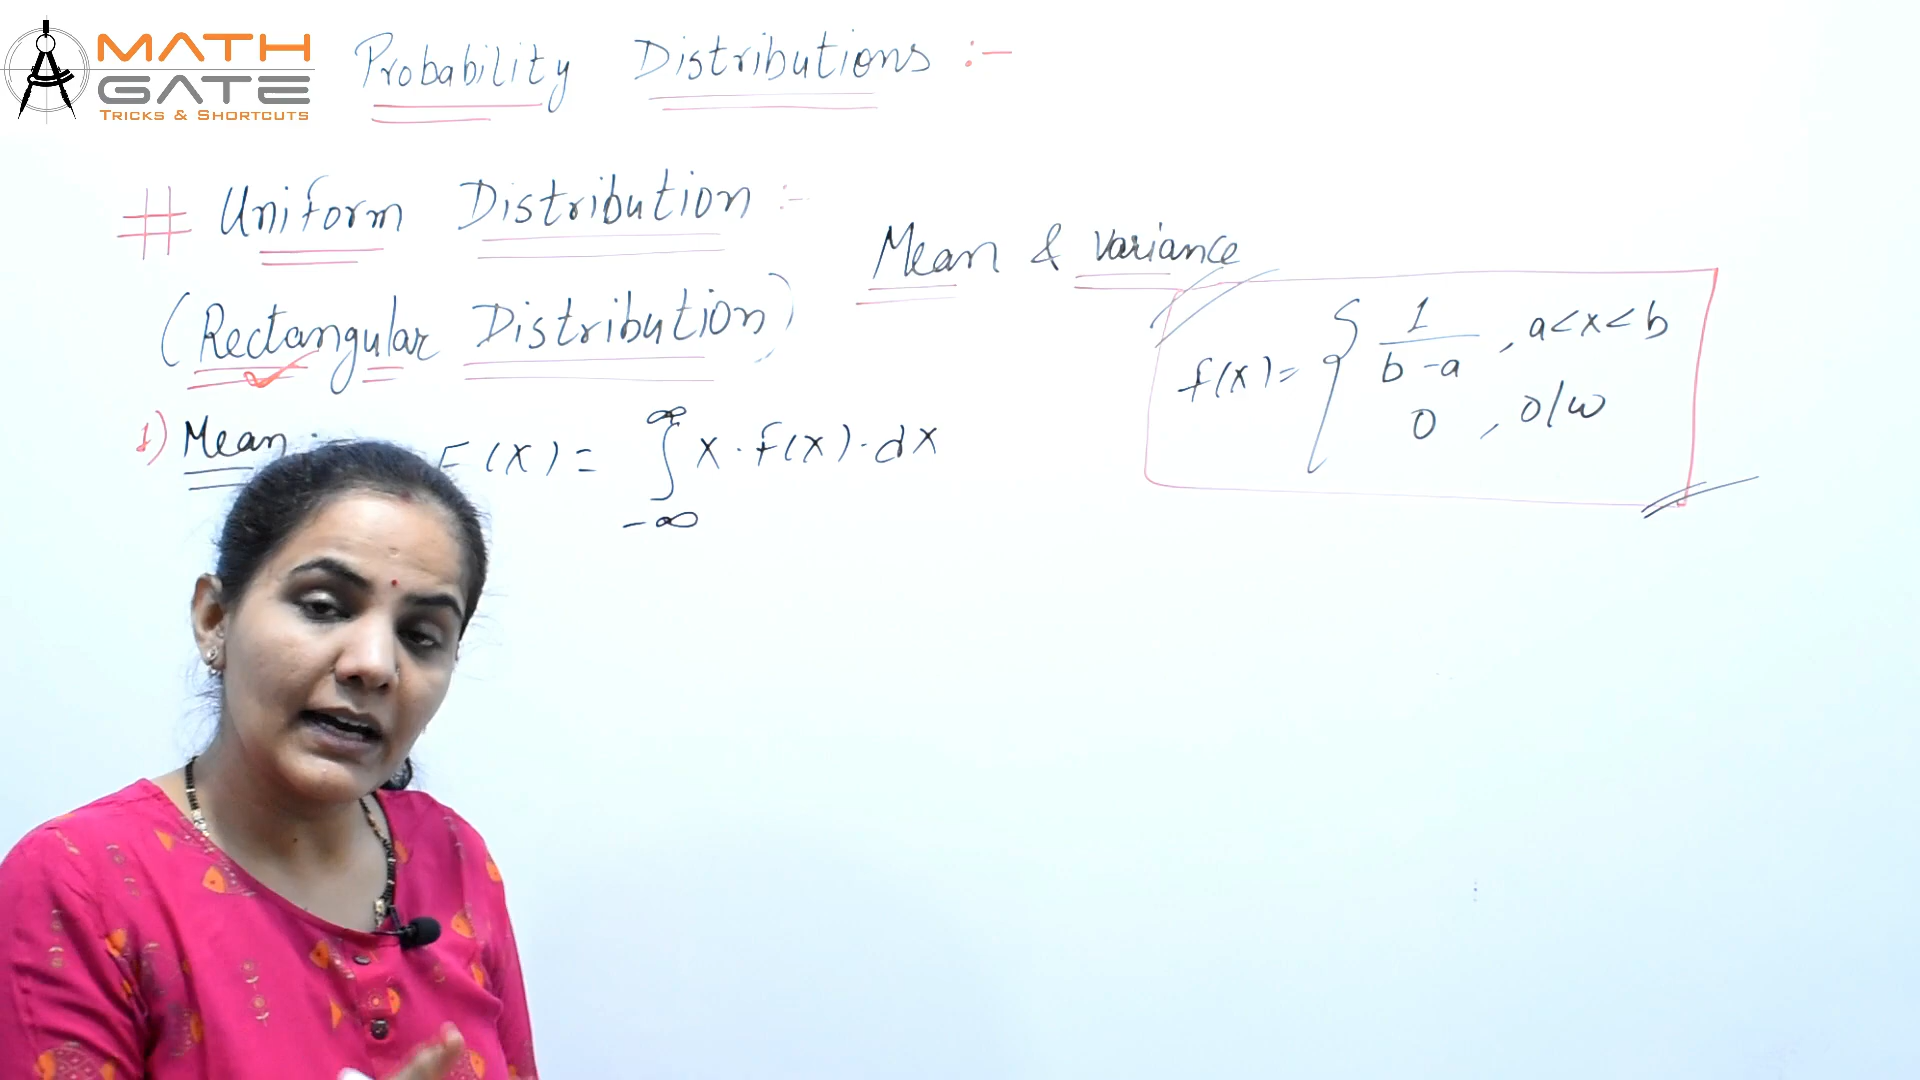 MATH
GATE
TRICKS & SHORTCUTS
Probability Distributions :-
# Uniform Distribution :-
(Rectangular Distribution)
Mean & variance
f(x) = { 1/(b-a) , a<x<b
0 , o/w
1) Mean :- E(X) = ∫_{-∞}^{∞} x · f(x) · dx